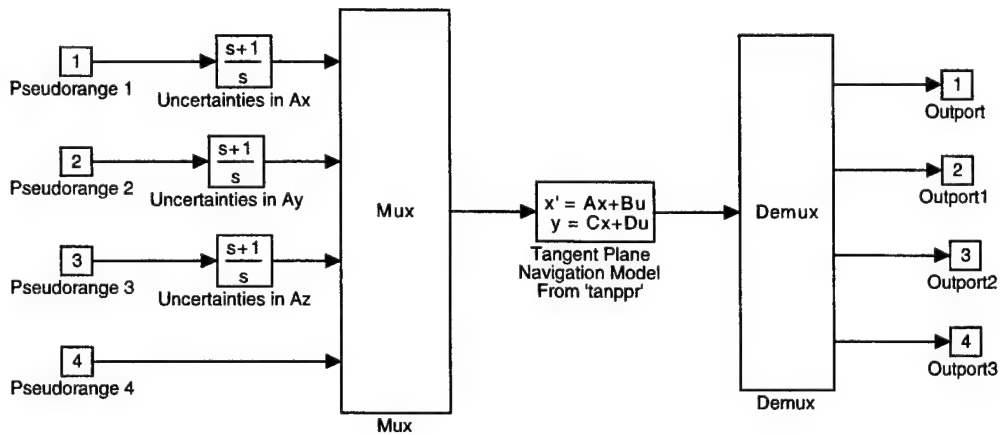 1
Pseudorange 1
s+1
s
Uncertainties in Ax
2
Pseudorange 2
s+1
s
Uncertainties in Ay
3
Pseudorange 3
s+1
s
Uncertainties in Az
4
Pseudorange 4
Mux
Mux
x' = Ax+Bu
y = Cx+Du
Tangent Plane
Navigation Model
From 'tanppr'
Demux
Demux
1
Outport
2
Outport1
3
Outport2
4
Outport3